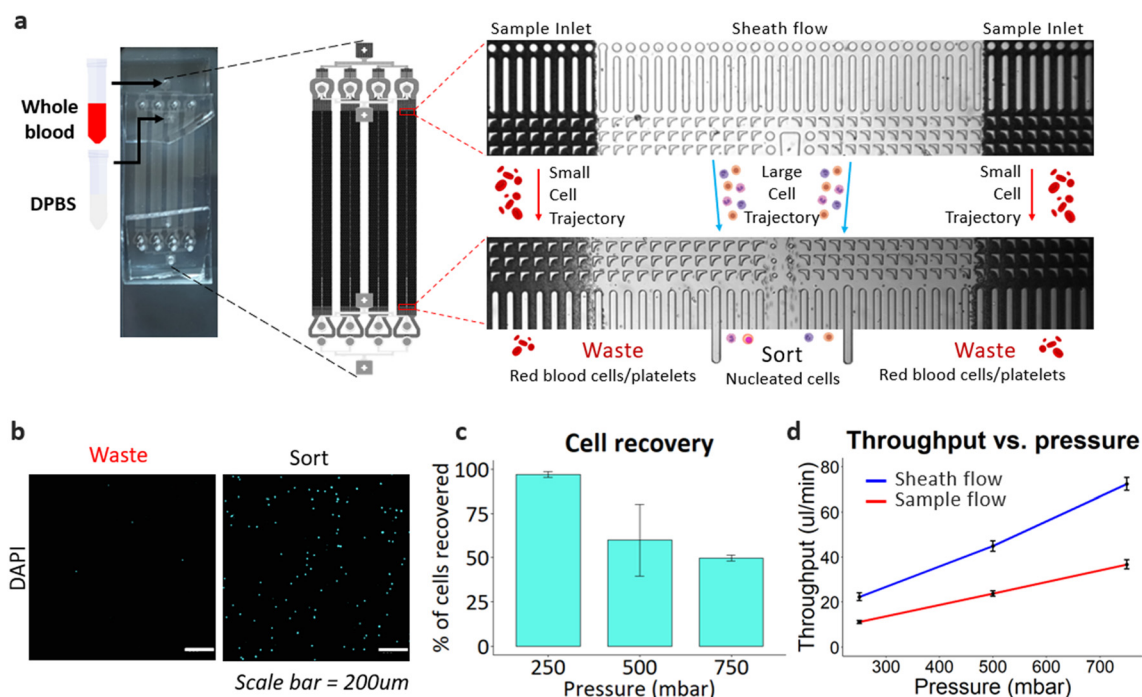 a
Sample Inlet
Sheath flow
Sample Inlet
Whole
blood
DPBS
Small
Cell
Trajectory
Large
Cell
Trajectory
Small
Cell
Trajectory
Waste
Red blood cells/platelets
Sort
Nucleated cells
Waste
Red blood cells/platelets
b
Waste
Sort
DAPI
Scale bar = 200um
c
Cell recovery
% of cells recovered
100
75
50
25
0
250
500
750
Pressure (mbar)
d
Throughput vs. pressure
Sheath flow
Sample flow
Throughput (ul/min)
80
60
40
20
0
300
400
500
600
700
Pressure (mbar)